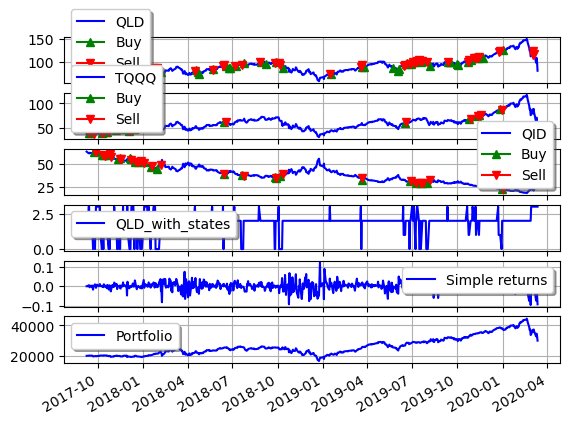 QLD
Buy
Sell
150
100
TQQQ
Buy
Sell
100
50
QID
Buy
Sell
50
25
QLD_with_states
2.5
0.0
Simple returns
0.1
0.0
−0.1
Portfolio
40000
20000
2017-10 2018-01 2018-04 2018-07 2018-10 2019-01 2019-04 2019-07 2019-10 2020-01 2020-04